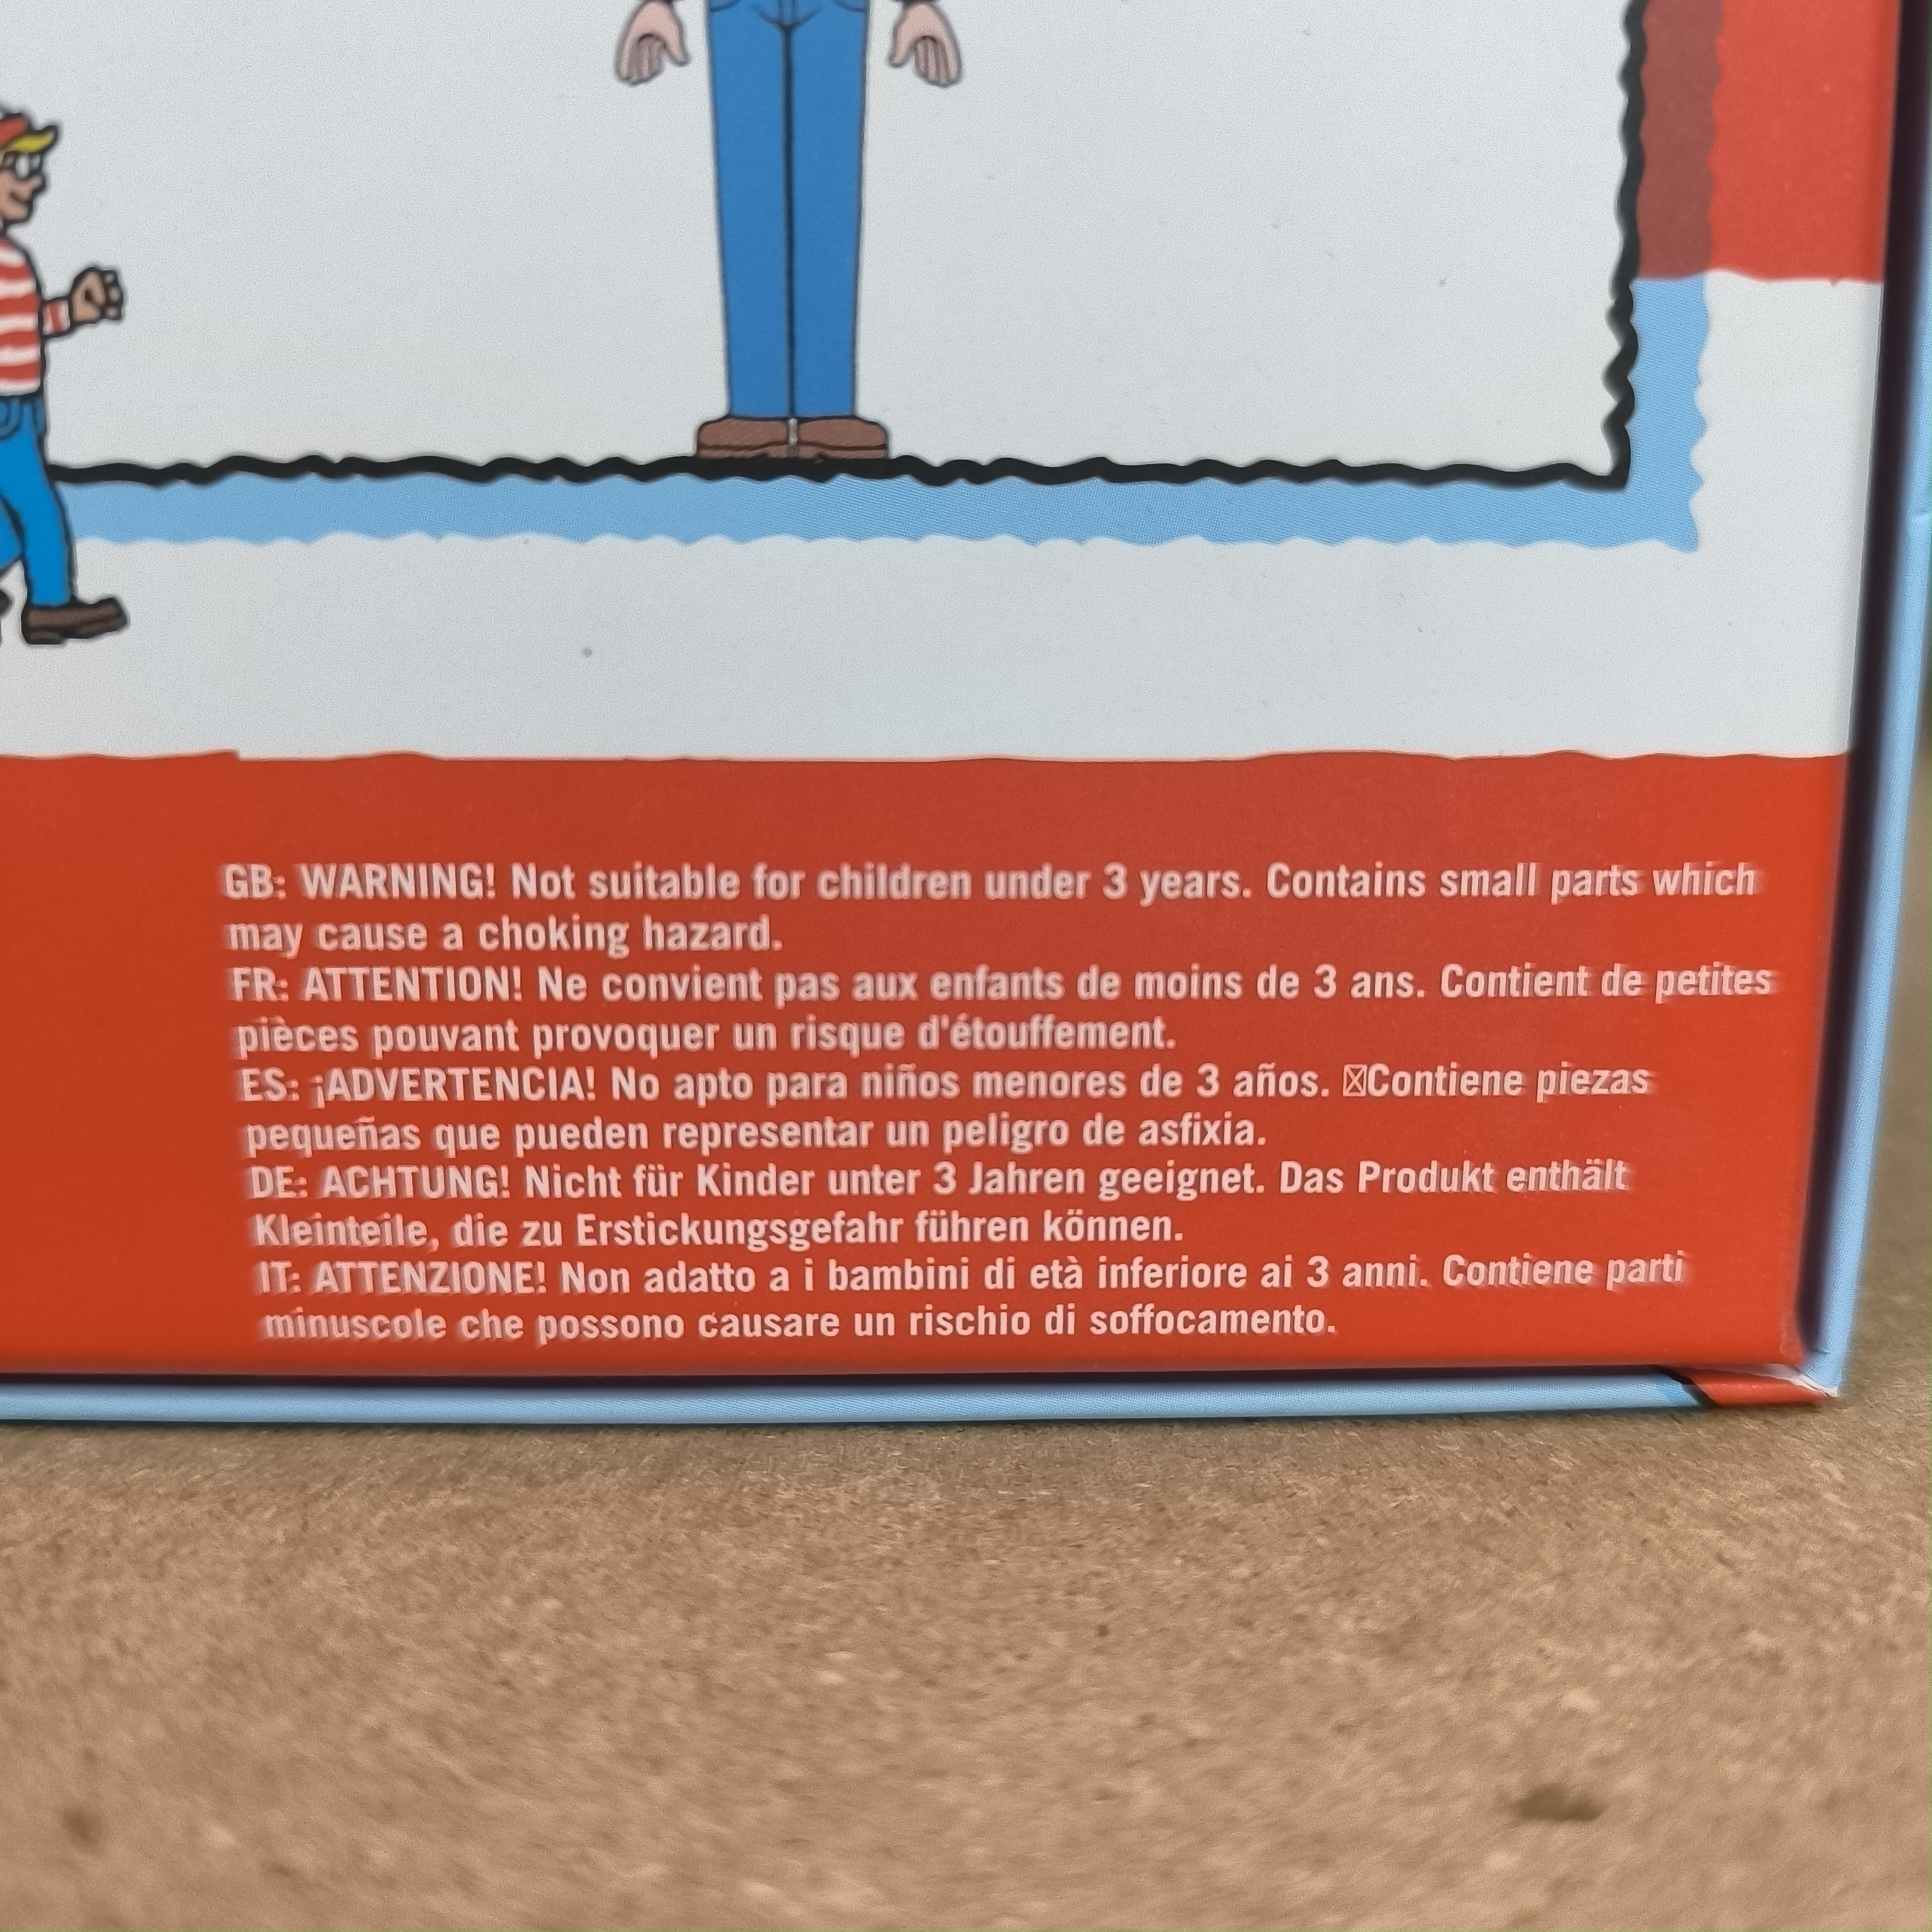 GB: WARNING! Not suitable for children under 3 years. Contains small parts which
may cause a choking hazard.
FR: ATTENTION! Ne convient pas aux enfants de moins de 3 ans. Contient de petites
pièces pouvant provoquer un risque d'étouffement.
ES: ¡ADVERTENCIA! No apto para niños menores de 3 años. ☒Contiene piezas
pequeñas que pueden representar un peligro de asfixia.
DE: ACHTUNG! Nicht für Kinder unter 3 Jahren geeignet. Das Produkt enthält
Kleinteile, die zu Erstickungsgefahr führen können.
IT: ATTENZIONE! Non adatto a i bambini di età inferiore ai 3 anni. Contiene parti
minuscole che possono causare un rischio di soffocamento.